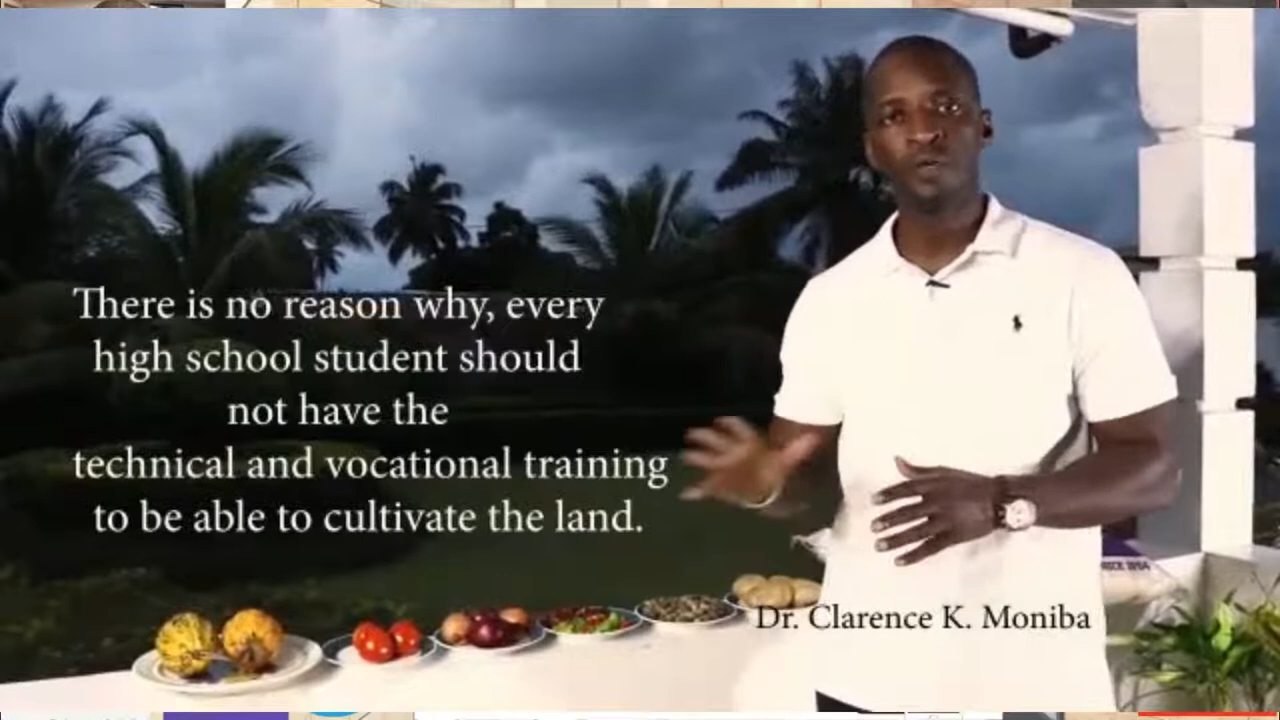 There is no reason why, every
high school student should
not have the
technical and vocational training
to be able to cultivate the land.
Dr. Clarence K. Moniba